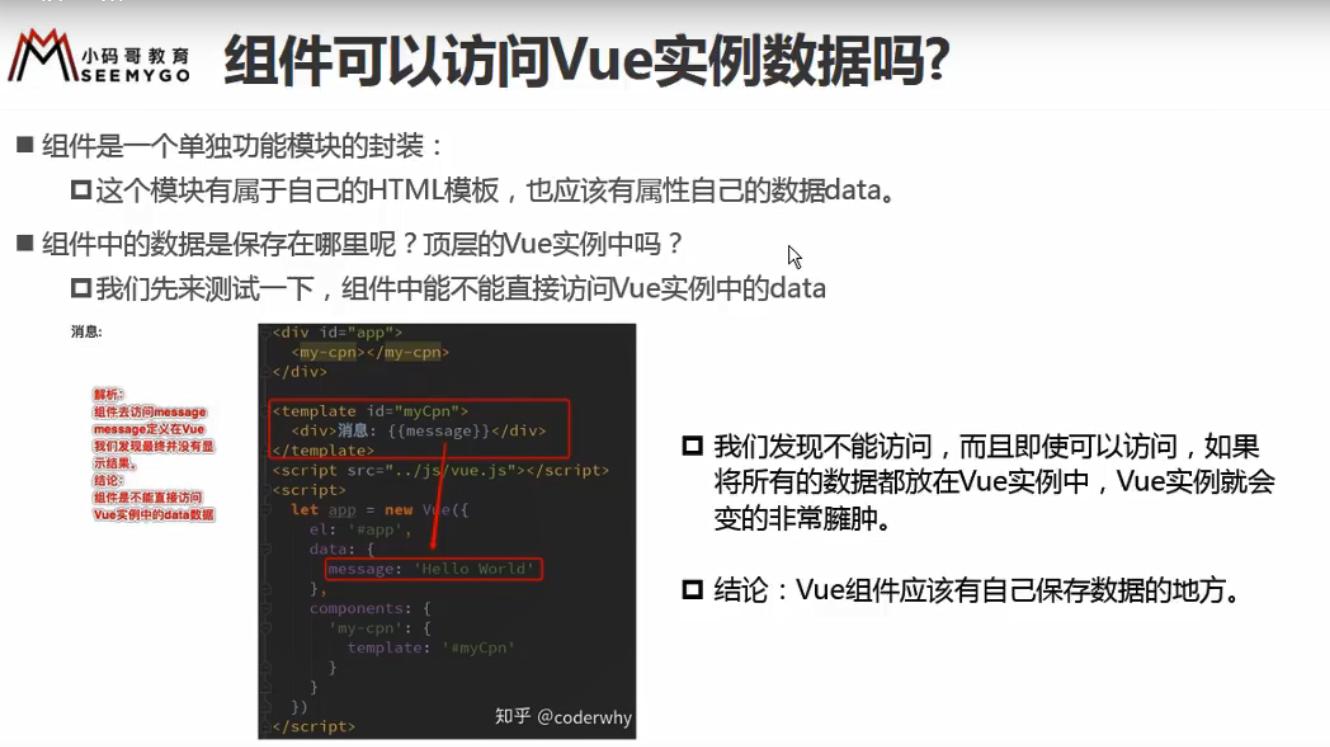 小码哥教育
SEEMYGO
组件可以访问Vue实例数据吗?
组件是一个单独功能模块的封装：
这个模块有属于自己的HTML模板，也应该有属性自己的数据data。
组件中的数据是保存在哪里呢？顶层的Vue实例中吗？
我们先来测试一下，组件中能不能直接访问Vue实例中的data
消息:
解析:
组件去访问message
message定义在Vue
我们发现最终并没有显
示结果。
结论:
组件是不能直接访问
Vue实例中的data数据
<div id="app">
<my-cpn></my-cpn>
</div>
<template id="myCpn">
<div>消息: {{message}}</div>
</template>
<script src="../js/vue.js"></script>
<script>
let app = new Vue({
el: '#app',
data: {
message: 'Hello World'
},
components: {
'my-cpn': {
template: '#myCpn'
}
}
})
</script>
知乎 @coderwhy
我们发现不能访问，而且即使可以访问，如果
将所有的数据都放在Vue实例中，Vue实例就会
变的非常臃肿。
结论：Vue组件应该有自己保存数据的地方。